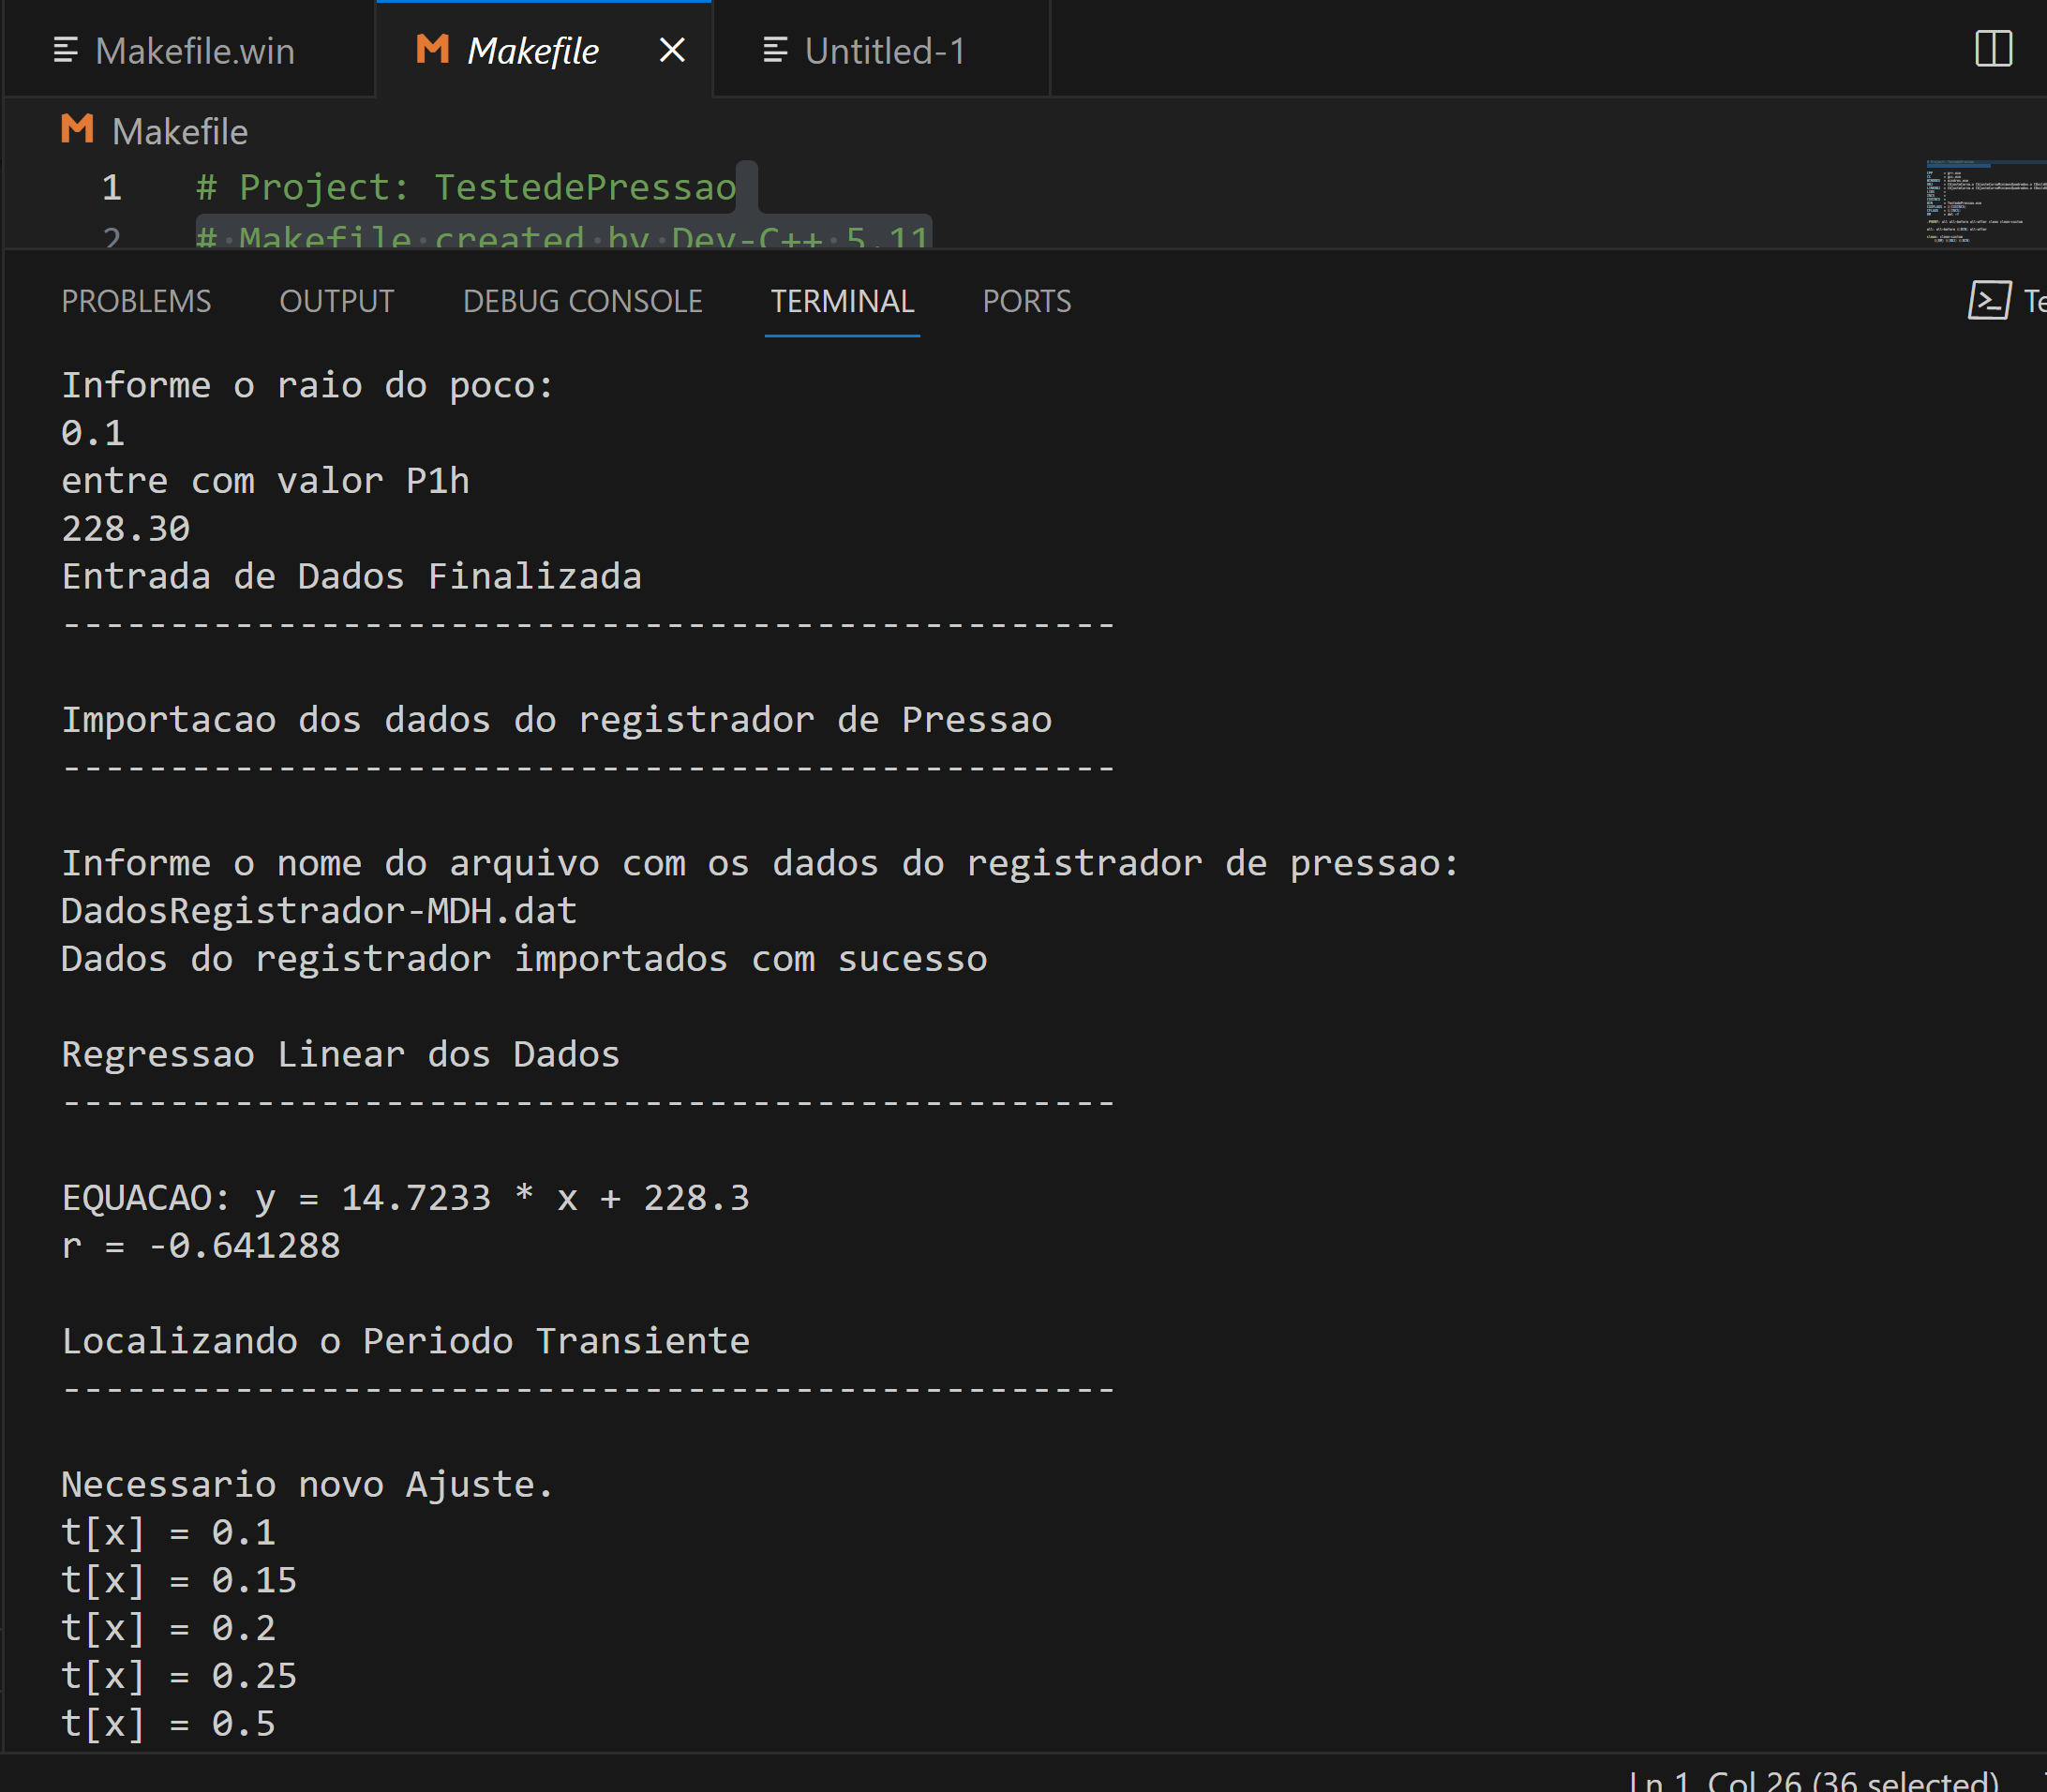 Makefile.win
Makefile
Untitled-1
Makefile
1 # Project: TestedePressao
2 # Makefile created by Dev-C++ 5.11
PROBLEMS OUTPUT DEBUG CONSOLE TERMINAL PORTS
Informe o raio do poco:
0.1
entre com valor P1h
228.30
Entrada de Dados Finalizada
-------------------------------------------------
Importacao dos dados do registrador de Pressao
-------------------------------------------------
Informe o nome do arquivo com os dados do registrador de pressao:
DadosRegistrador-MDH.dat
Dados do registrador importados com sucesso
Regressao Linear dos Dados
-------------------------------------------------
EQUACAO: y = 14.7233 * x + 228.3
r = -0.641288
Localizando o Periodo Transiente
-------------------------------------------------
Necessario novo Ajuste.
t[x] = 0.1
t[x] = 0.15
t[x] = 0.2
t[x] = 0.25
t[x] = 0.5
Ln 1, Col 26 (36 selected)